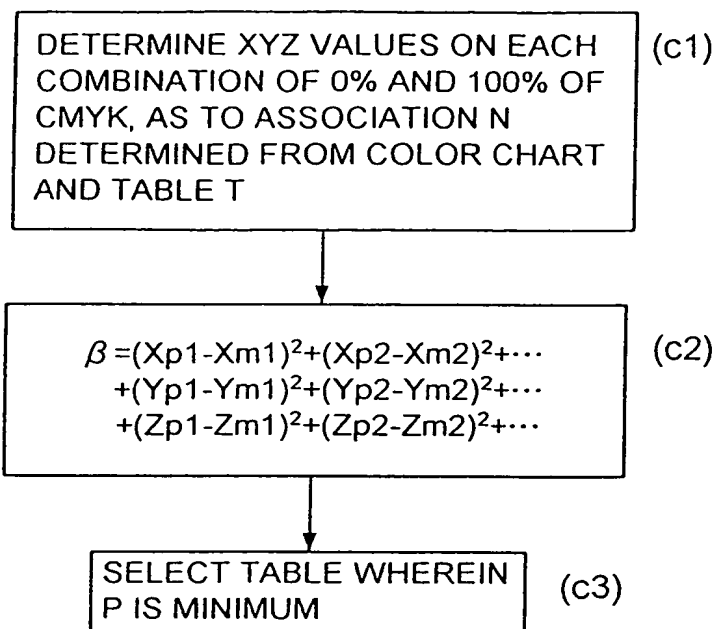 DETERMINE XYZ VALUES ON EACH
COMBINATION OF 0% AND 100% OF
CMYK, AS TO ASSOCIATION N
DETERMINED FROM COLOR CHART
AND TABLE T
(c1)
β=(Xp1-Xm1)²+(Xp2-Xm2)²+···
+(Yp1-Ym1)²+(Yp2-Ym2)²+···
+(Zp1-Zm1)²+(Zp2-Zm2)²+···
(c2)
SELECT TABLE WHEREIN
P IS MINIMUM
(c3)